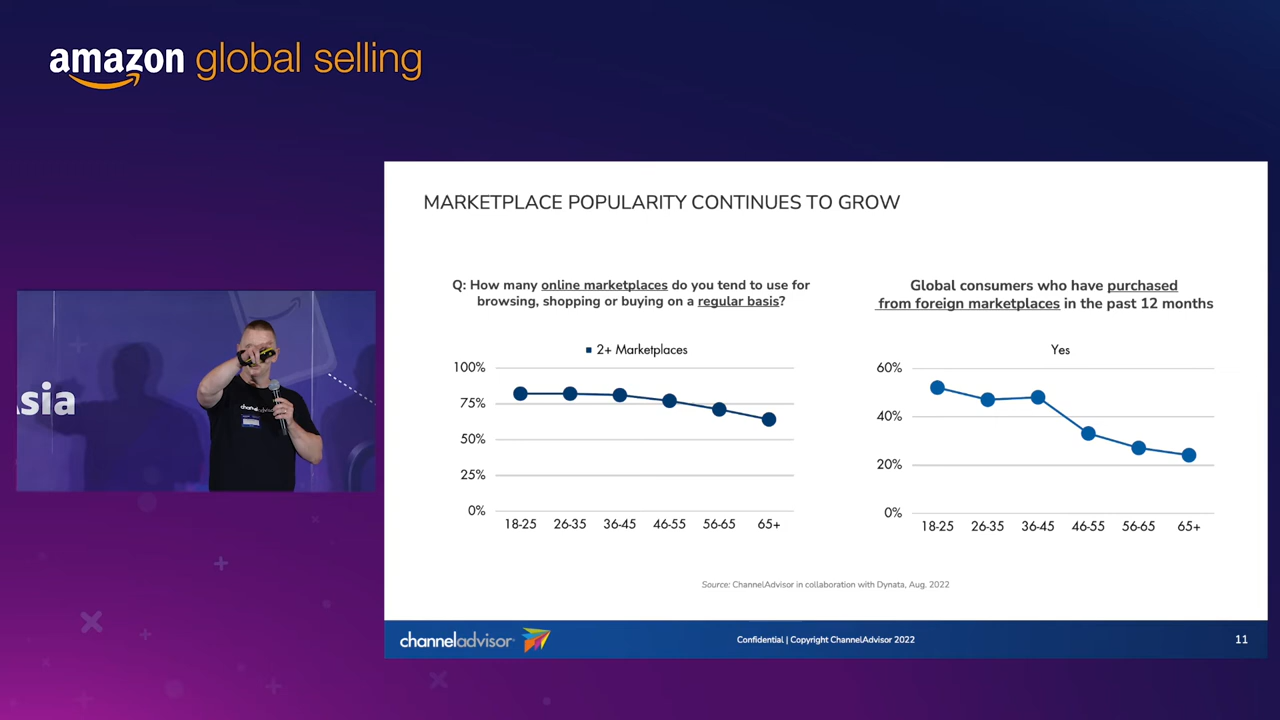 amazon global selling
MARKETPLACE POPULARITY CONTINUES TO GROW
Q: How many online marketplaces do you tend to use for
browsing, shopping or buying on a regular basis?
2+ Marketplaces
100%
75%
50%
25%
0%
18-25 26-35 36-45 46-55 56-65 65+
Global consumers who have purchased
from foreign marketplaces in the past 12 months
Yes
60%
40%
20%
0%
18-25 26-35 36-45 46-55 56-65 65+
Source: ChannelAdvisor in collaboration with Dynata, Aug. 2022
channeladvisor
Confidential | Copyright ChannelAdvisor 2022
11
sia
channeladvisor